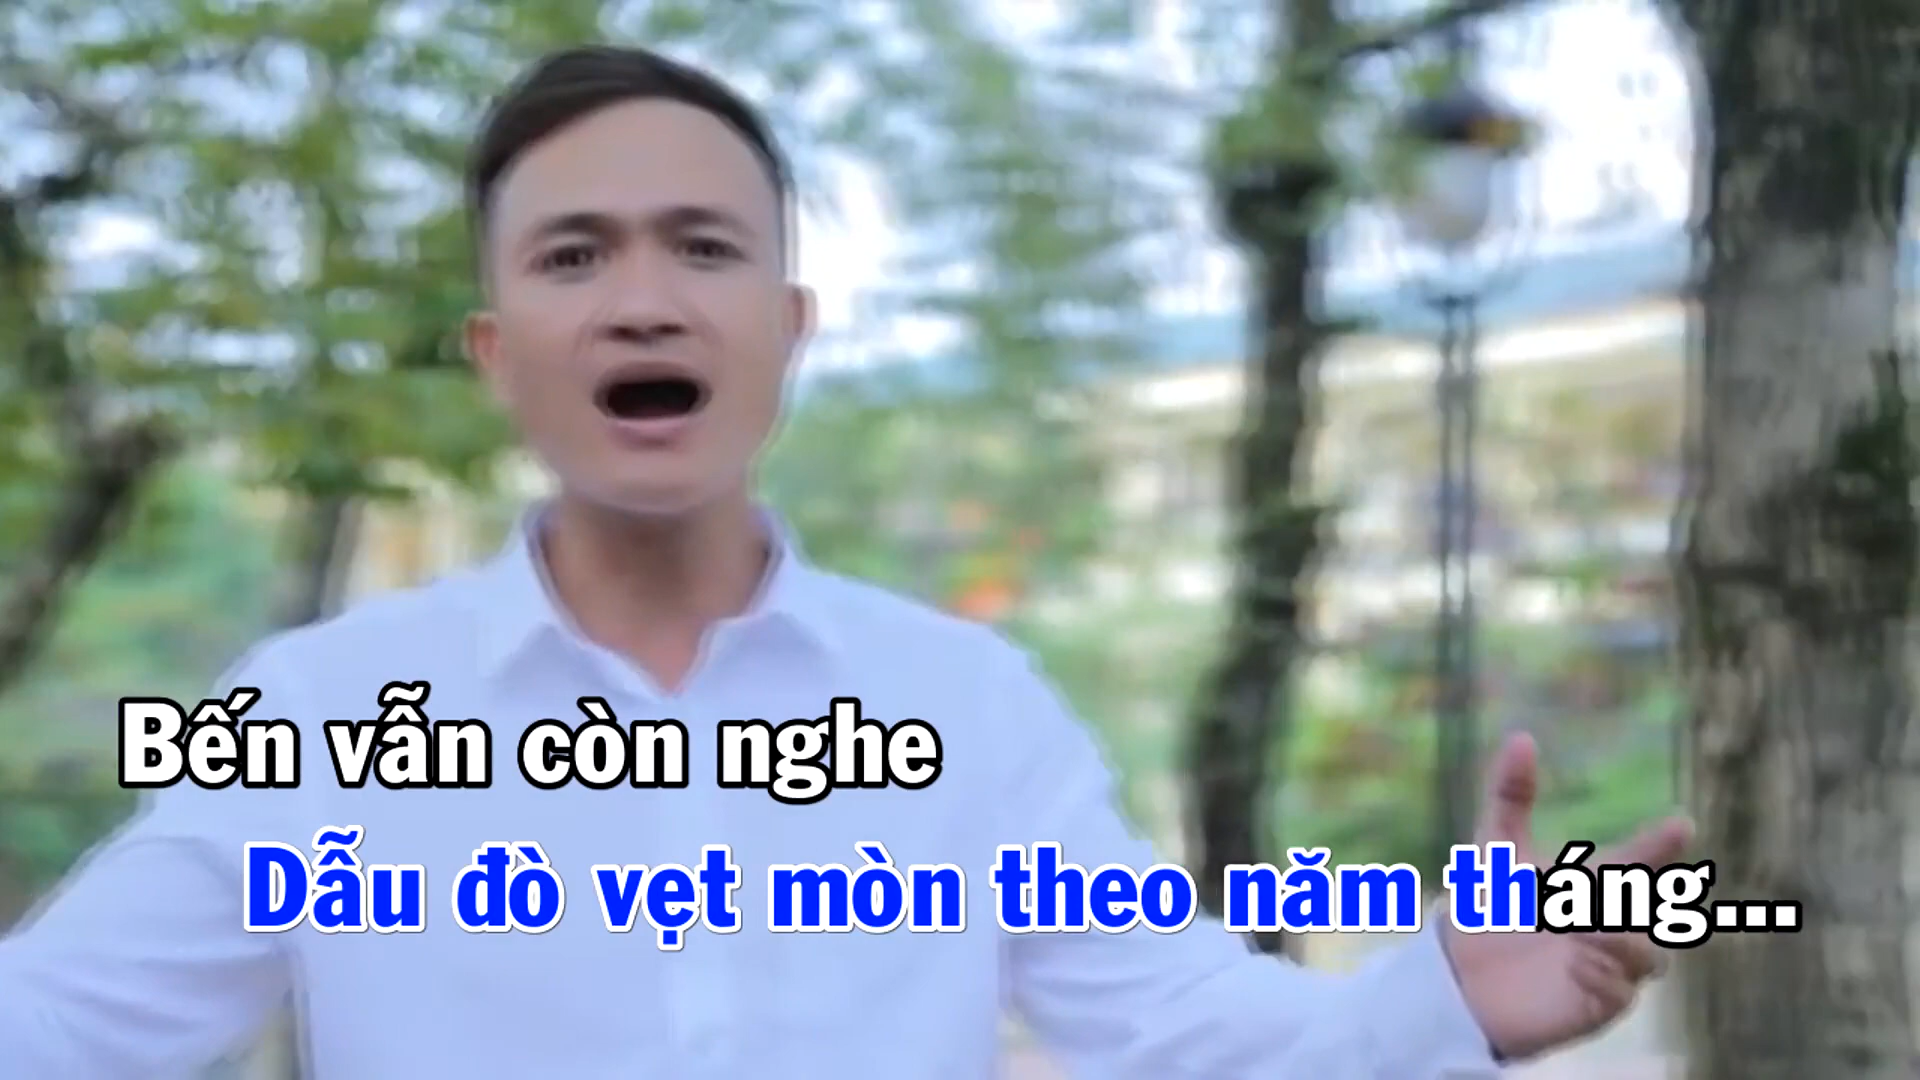 Bến vẫn còn nghe
Dẫu đò vẹt mòn theo năm tháng...